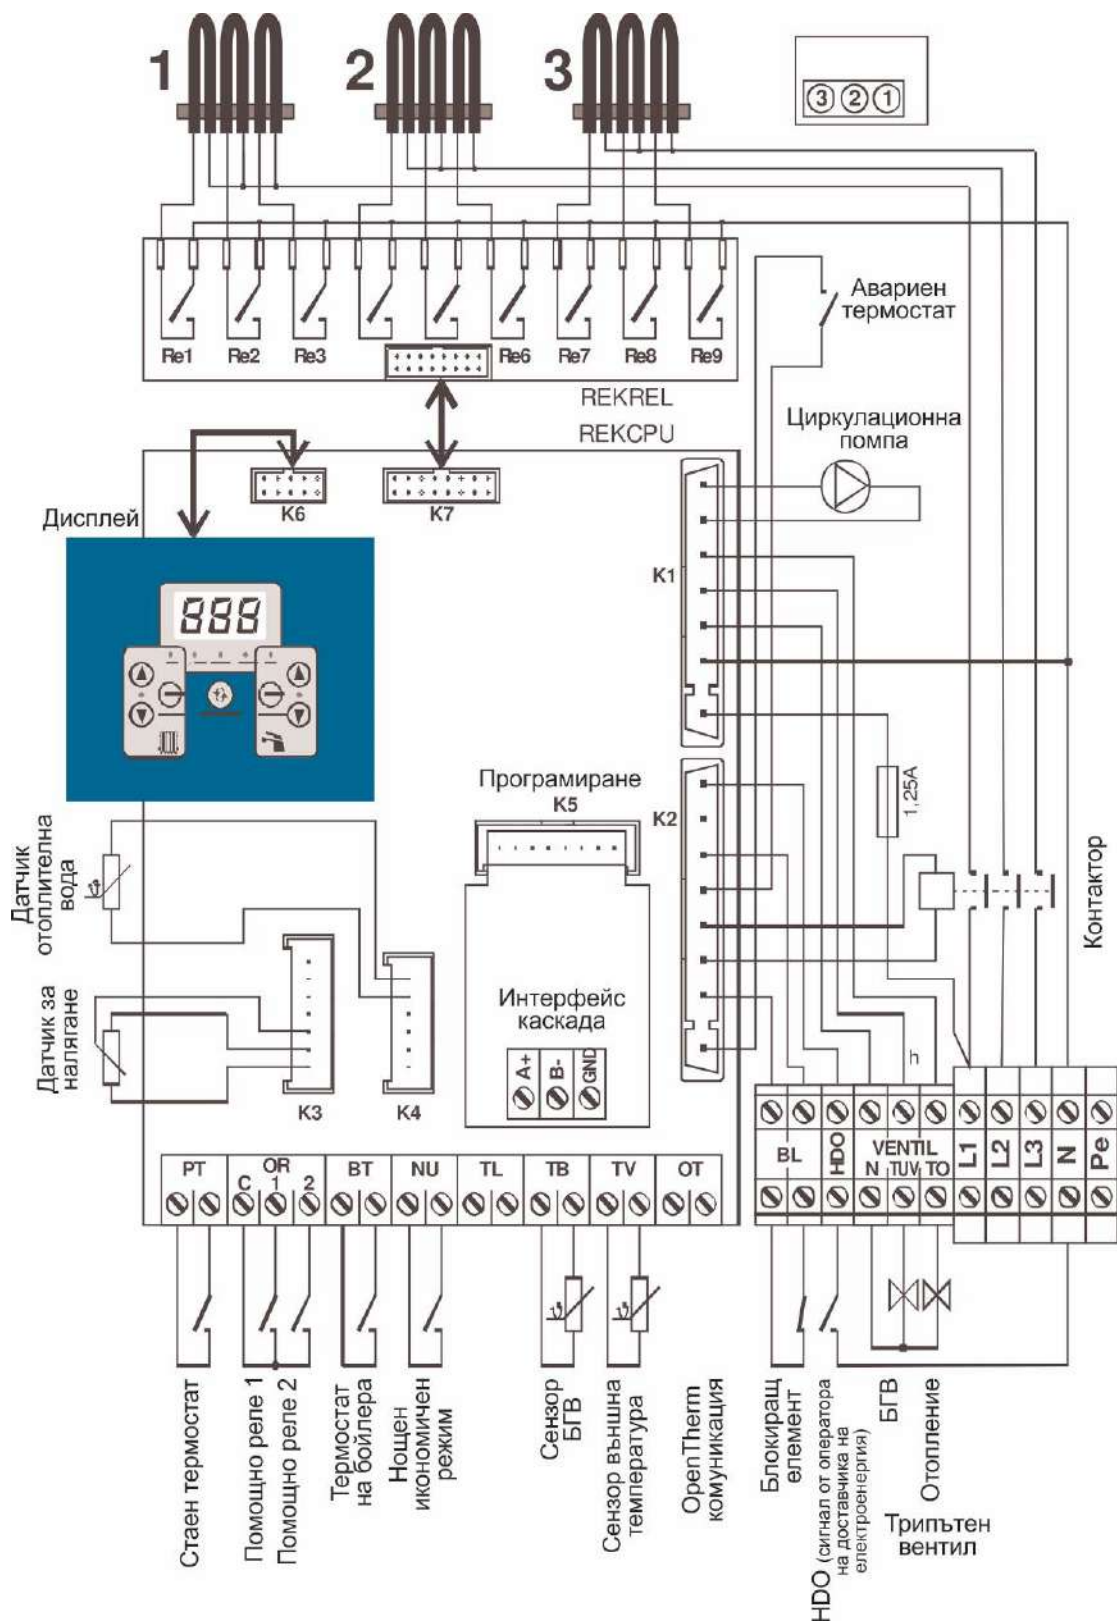 1
2
3
3 2 1
Re1
Re2
Re3
Re6
Re7
Re8
Re9
Авариен
термостат
REKREL
REKCPU
Циркулационна
помпа
K6
K7
Дисплей
888
K1
1,25A
Програмиране
K5
K2
Датчик
отоплителна
вода
Датчик за
налягане
Контактор
Интерфейс
каскада
A+
B-
GND
K3
K4
h
PT
OR
C 1 2
BT
NU
TL
TB
TV
OT
BL
HDO
VENTIL
N TUV TO
L1
L2
L3
N
Pe
Стаен термостат
Помощно реле 1
Помощно реле 2
Термостат
на бойлера
Нощен
икономичен
режим
Сензор
БГВ
Сензор външна
температура
OpenTherm
комуникация
Блокиращ
елемент
HDO (сигнал от оператора
на доставчика на
електроенергия)
БГВ
Отопление
Трипътен
вентил